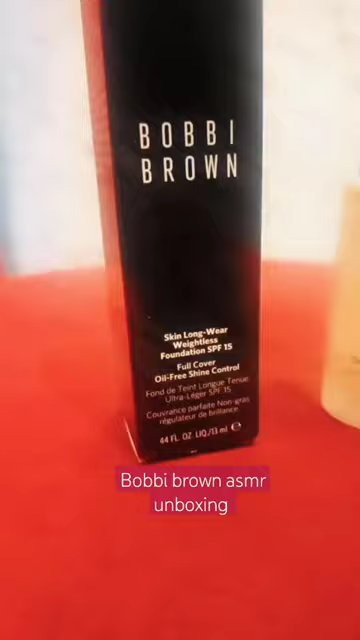 BOBBI
BROWN
Skin Long-Wear
Weightless
Foundation SPF 15
Full Cover
Oil-Free Shine Control
Fond de Teint Longue Tenue
Ultra-Léger SPF 15
Couvrance parfaite Non-gras
régulateur de brillance
.44 FL. OZ. LIQ./13 ml ℮
Bobbi brown asmr
unboxing